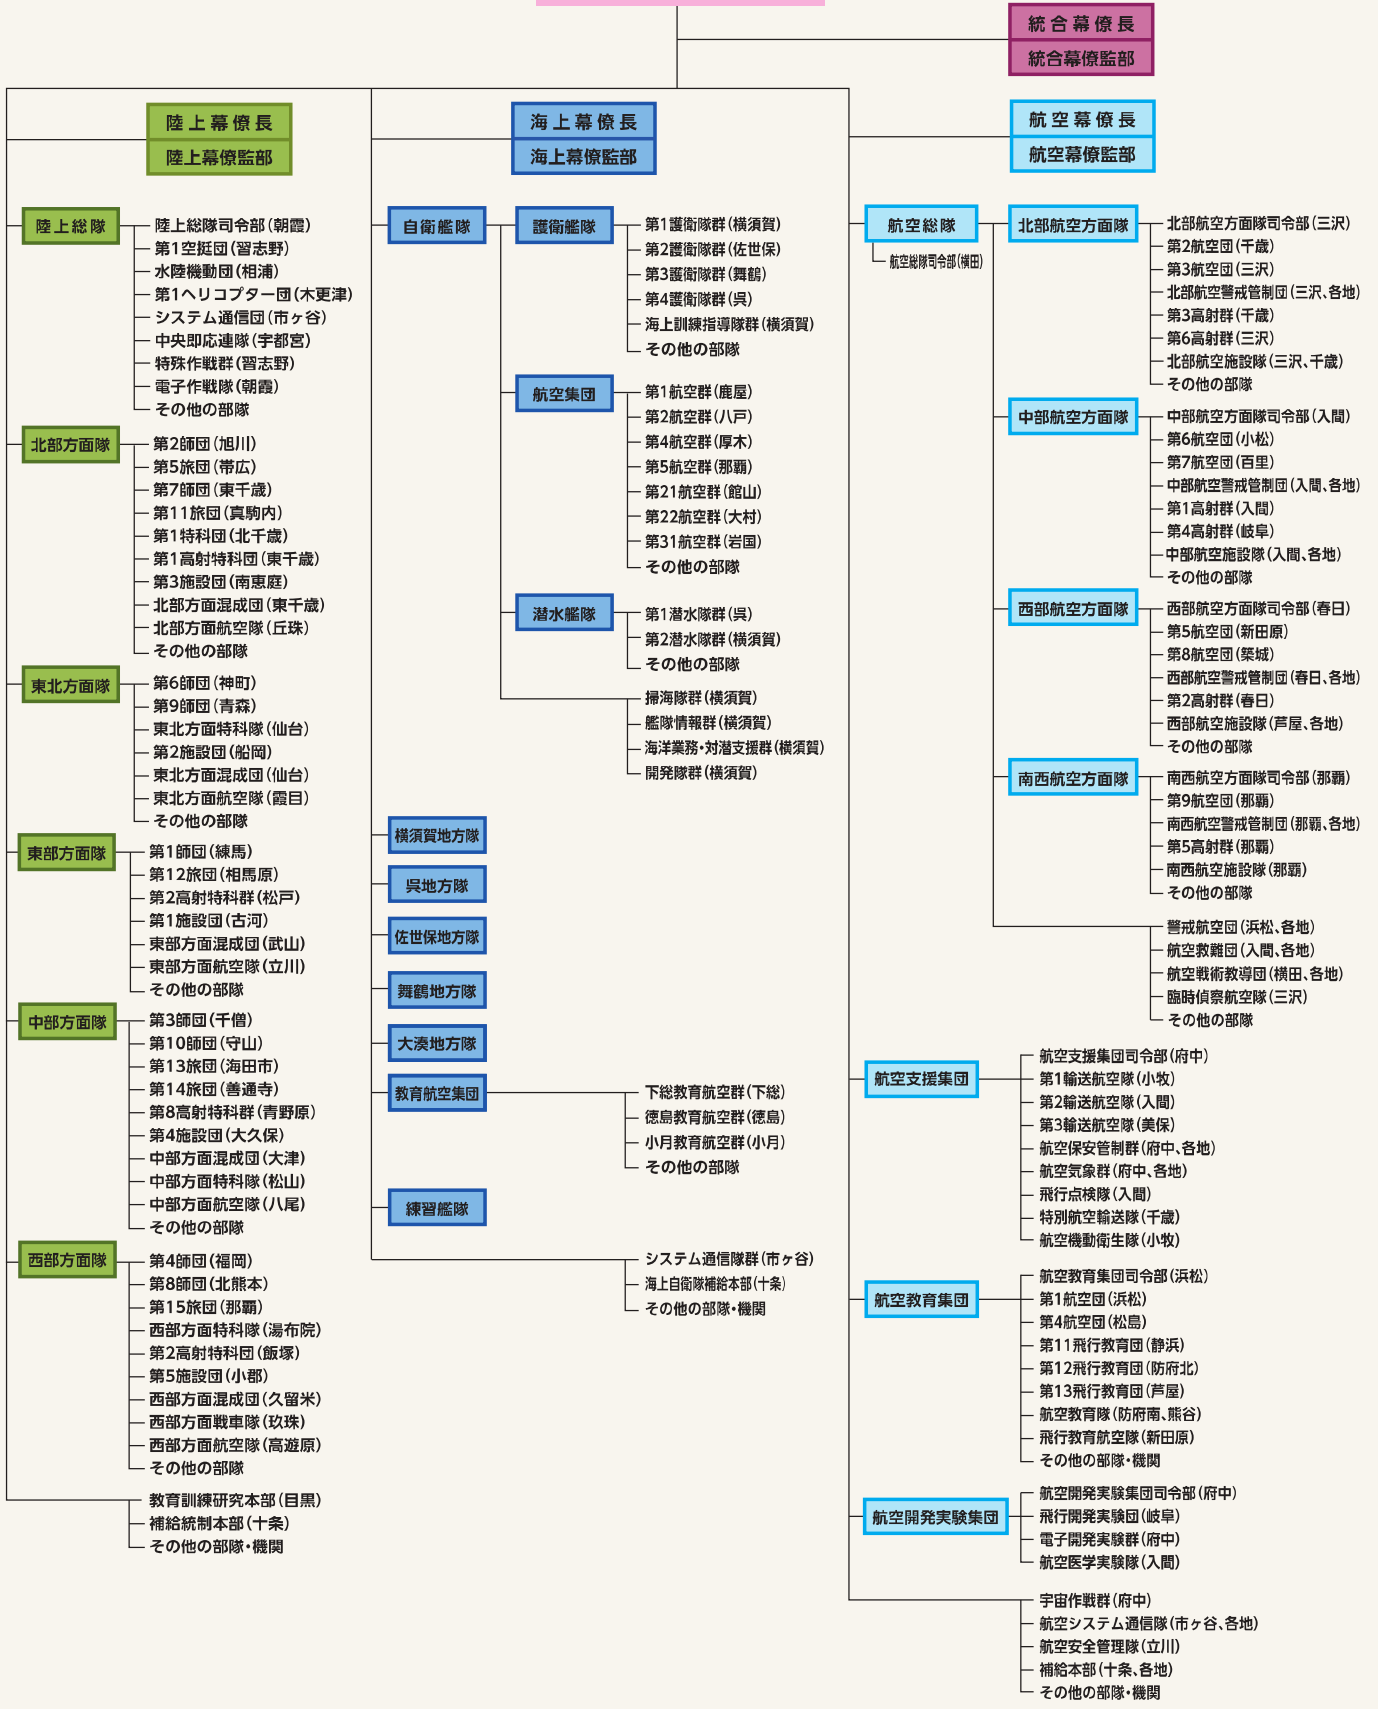 統合幕僚長
統合幕僚監部
陸上幕僚長
陸上幕僚監部
陸上総隊
陸上総隊司令部(朝霞)
第1空挺団(習志野)
水陸機動団(相浦)
第1ヘリコプター団(木更津)
システム通信団(市ヶ谷)
中央即応連隊(宇都宮)
特殊作戦群(習志野)
電子作戦隊(朝霞)
その他の部隊
北部方面隊
第2師団(旭川)
第5旅団(帯広)
第7師団(東千歳)
第11旅団(真駒内)
第1特科団(北千歳)
第1高射特科団(東千歳)
第3施設団(南恵庭)
北部方面混成団(東千歳)
北部方面航空隊(丘珠)
その他の部隊
東北方面隊
第6師団(神町)
第9師団(青森)
東北方面特科隊(仙台)
第2施設団(船岡)
東北方面混成団(仙台)
東北方面航空隊(霞目)
その他の部隊
東部方面隊
第1師団(練馬)
第12旅団(相馬原)
第2高射特科群(松戸)
第1施設団(古河)
東部方面混成団(武山)
東部方面航空隊(立川)
その他の部隊
中部方面隊
第3師団(千僧)
第10師団(守山)
第13旅団(海田市)
第14旅団(善通寺)
第8高射特科群(青野原)
第4施設団(大久保)
中部方面混成団(大津)
中部方面特科隊(松山)
中部方面航空隊(八尾)
その他の部隊
西部方面隊
第4師団(福岡)
第8師団(北熊本)
第15旅団(那覇)
西部方面特科隊(湯布院)
第2高射特科団(飯塚)
第5施設団(小郡)
西部方面混成団(久留米)
西部方面戦車隊(玖珠)
西部方面航空隊(高遊原)
その他の部隊
教育訓練研究本部(目黒)
補給統制本部(十条)
その他の部隊・機関
海上幕僚長
海上幕僚監部
自衛艦隊
護衛艦隊
第1護衛隊群(横須賀)
第2護衛隊群(佐世保)
第3護衛隊群(舞鶴)
第4護衛隊群(呉)
海上訓練指導隊群(横須賀)
その他の部隊
航空集団
第1航空群(鹿屋)
第2航空群(八戸)
第4航空群(厚木)
第5航空群(那覇)
第21航空群(館山)
第22航空群(大村)
第31航空群(岩国)
その他の部隊
潜水艦隊
第1潜水隊群(呉)
第2潜水隊群(横須賀)
その他の部隊
掃海隊群(横須賀)
艦隊情報群(横須賀)
海洋業務・対潜支援群(横須賀)
開発隊群(横須賀)
横須賀地方隊
呉地方隊
佐世保地方隊
舞鶴地方隊
大湊地方隊
教育航空集団
下総教育航空群(下総)
徳島教育航空群(徳島)
小月教育航空群(小月)
その他の部隊
練習艦隊
システム通信隊群(市ヶ谷)
海上自衛隊補給本部(十条)
その他の部隊・機関
航空幕僚長
航空幕僚監部
航空総隊
航空総隊司令部(横田)
北部航空方面隊
北部航空方面隊司令部(三沢)
第2航空団(千歳)
第3航空団(三沢)
北部航空警戒管制団(三沢、各地)
第3高射群(千歳)
第6高射群(三沢)
北部航空施設隊(三沢、千歳)
その他の部隊
中部航空方面隊
中部航空方面隊司令部(入間)
第6航空団(小松)
第7航空団(百里)
中部航空警戒管制団(入間、各地)
第1高射群(入間)
第4高射群(岐阜)
中部航空施設隊(入間、各地)
その他の部隊
西部航空方面隊
西部航空方面隊司令部(春日)
第5航空団(新田原)
第8航空団(築城)
西部航空警戒管制団(春日、各地)
第2高射群(春日)
西部航空施設隊(芦屋、各地)
その他の部隊
南西航空方面隊
南西航空方面隊司令部(那覇)
第9航空団(那覇)
南西航空警戒管制団(那覇、各地)
第5高射群(那覇)
南西航空施設隊(那覇)
その他の部隊
警戒航空団(浜松、各地)
航空救難団(入間、各地)
航空戦術教導団(横田、各地)
臨時偵察航空隊(三沢)
その他の部隊
航空支援集団
航空支援集団司令部(府中)
第1輸送航空隊(小牧)
第2輸送航空隊(入間)
第3輸送航空隊(美保)
航空保安管制群(府中、各地)
航空気象群(府中、各地)
飛行点検隊(入間)
特別航空輸送隊(千歳)
航空機動衛生隊(小牧)
航空教育集団
航空教育集団司令部(浜松)
第1航空団(浜松)
第4航空団(松島)
第11飛行教育団(静浜)
第12飛行教育団(防府北)
第13飛行教育団(芦屋)
航空教育隊(防府南、熊谷)
飛行教育航空隊(新田原)
その他の部隊・機関
航空開発実験集団
航空開発実験集団司令部(府中)
飛行開発実験団(岐阜)
電子開発実験群(府中)
航空医学実験隊(入間)
宇宙作戦群(府中)
航空システム通信隊(市ヶ谷、各地)
航空安全管理隊(立川)
補給本部(十条、各地)
その他の部隊・機関